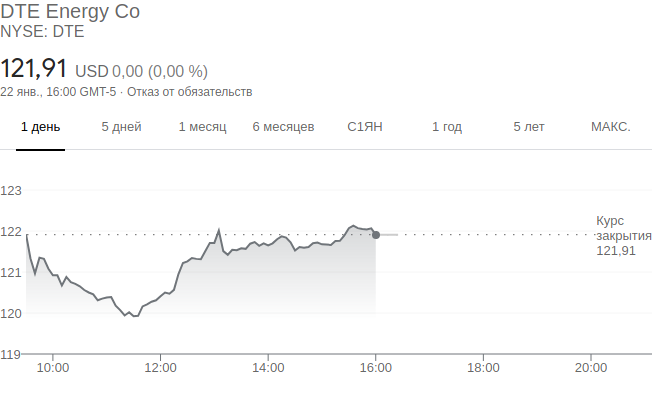 DTE Energy Co
NYSE: DTE
121,91 USD 0,00 (0,00 %)
22 янв., 16:00 GMT-5 · Отказ от обязательств
1 день 5 дней 1 месяц 6 месяцев С1ЯН 1 год 5 лет МАКС.
123
122
121
120
119
Курс
закрытия
121,91
10:00 12:00 14:00 16:00 18:00 20:00